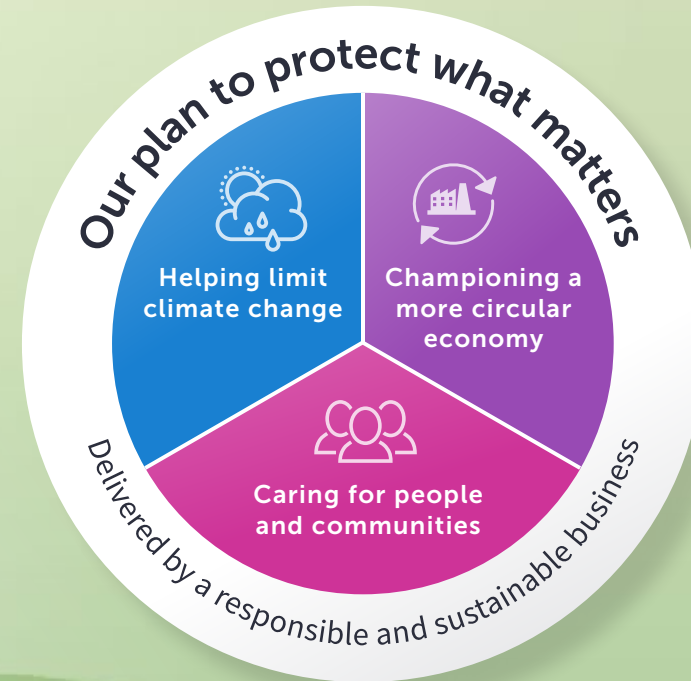 Our plan to protect what matters
Helping limit
climate change
Championing a
more circular
economy
Caring for people
and communities
Delivered by a responsible and sustainable business